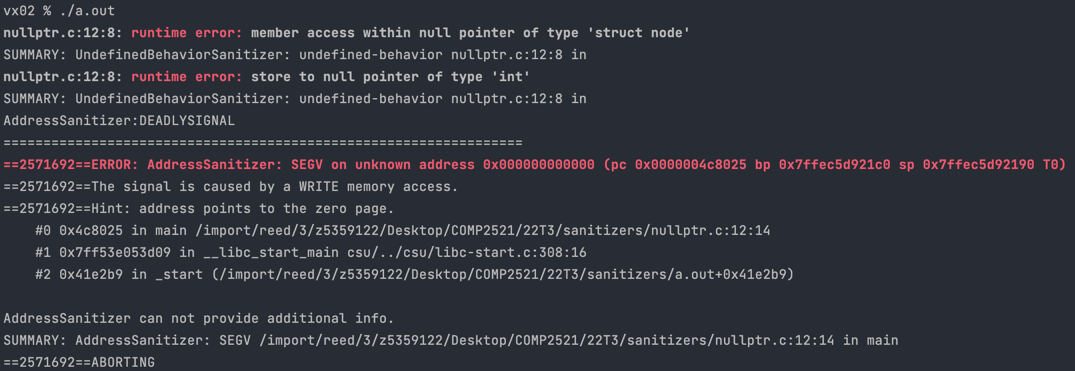 vx02 % ./a.out
nullptr.c:12:8: runtime error: member access within null pointer of type 'struct node'
SUMMARY: UndefinedBehaviorSanitizer: undefined-behavior nullptr.c:12:8 in
nullptr.c:12:8: runtime error: store to null pointer of type 'int'
SUMMARY: UndefinedBehaviorSanitizer: undefined-behavior nullptr.c:12:8 in
AddressSanitizer:DEADLYSIGNAL
=================================================================
==2571692==ERROR: AddressSanitizer: SEGV on unknown address 0x000000000000 (pc 0x0000004c8025 bp 0x7ffec5d921c0 sp 0x7ffec5d92190 T0)
==2571692==The signal is caused by a WRITE memory access.
==2571692==Hint: address points to the zero page.
    #0 0x4c8025 in main /import/reed/3/z5359122/Desktop/COMP2521/22T3/sanitizers/nullptr.c:12:14
    #1 0x7ff53e053d09 in __libc_start_main csu/../csu/libc-start.c:308:16
    #2 0x41e2b9 in _start (/import/reed/3/z5359122/Desktop/COMP2521/22T3/sanitizers/a.out+0x41e2b9)

AddressSanitizer can not provide additional info.
SUMMARY: AddressSanitizer: SEGV /import/reed/3/z5359122/Desktop/COMP2521/22T3/sanitizers/nullptr.c:12:14 in main
==2571692==ABORTING